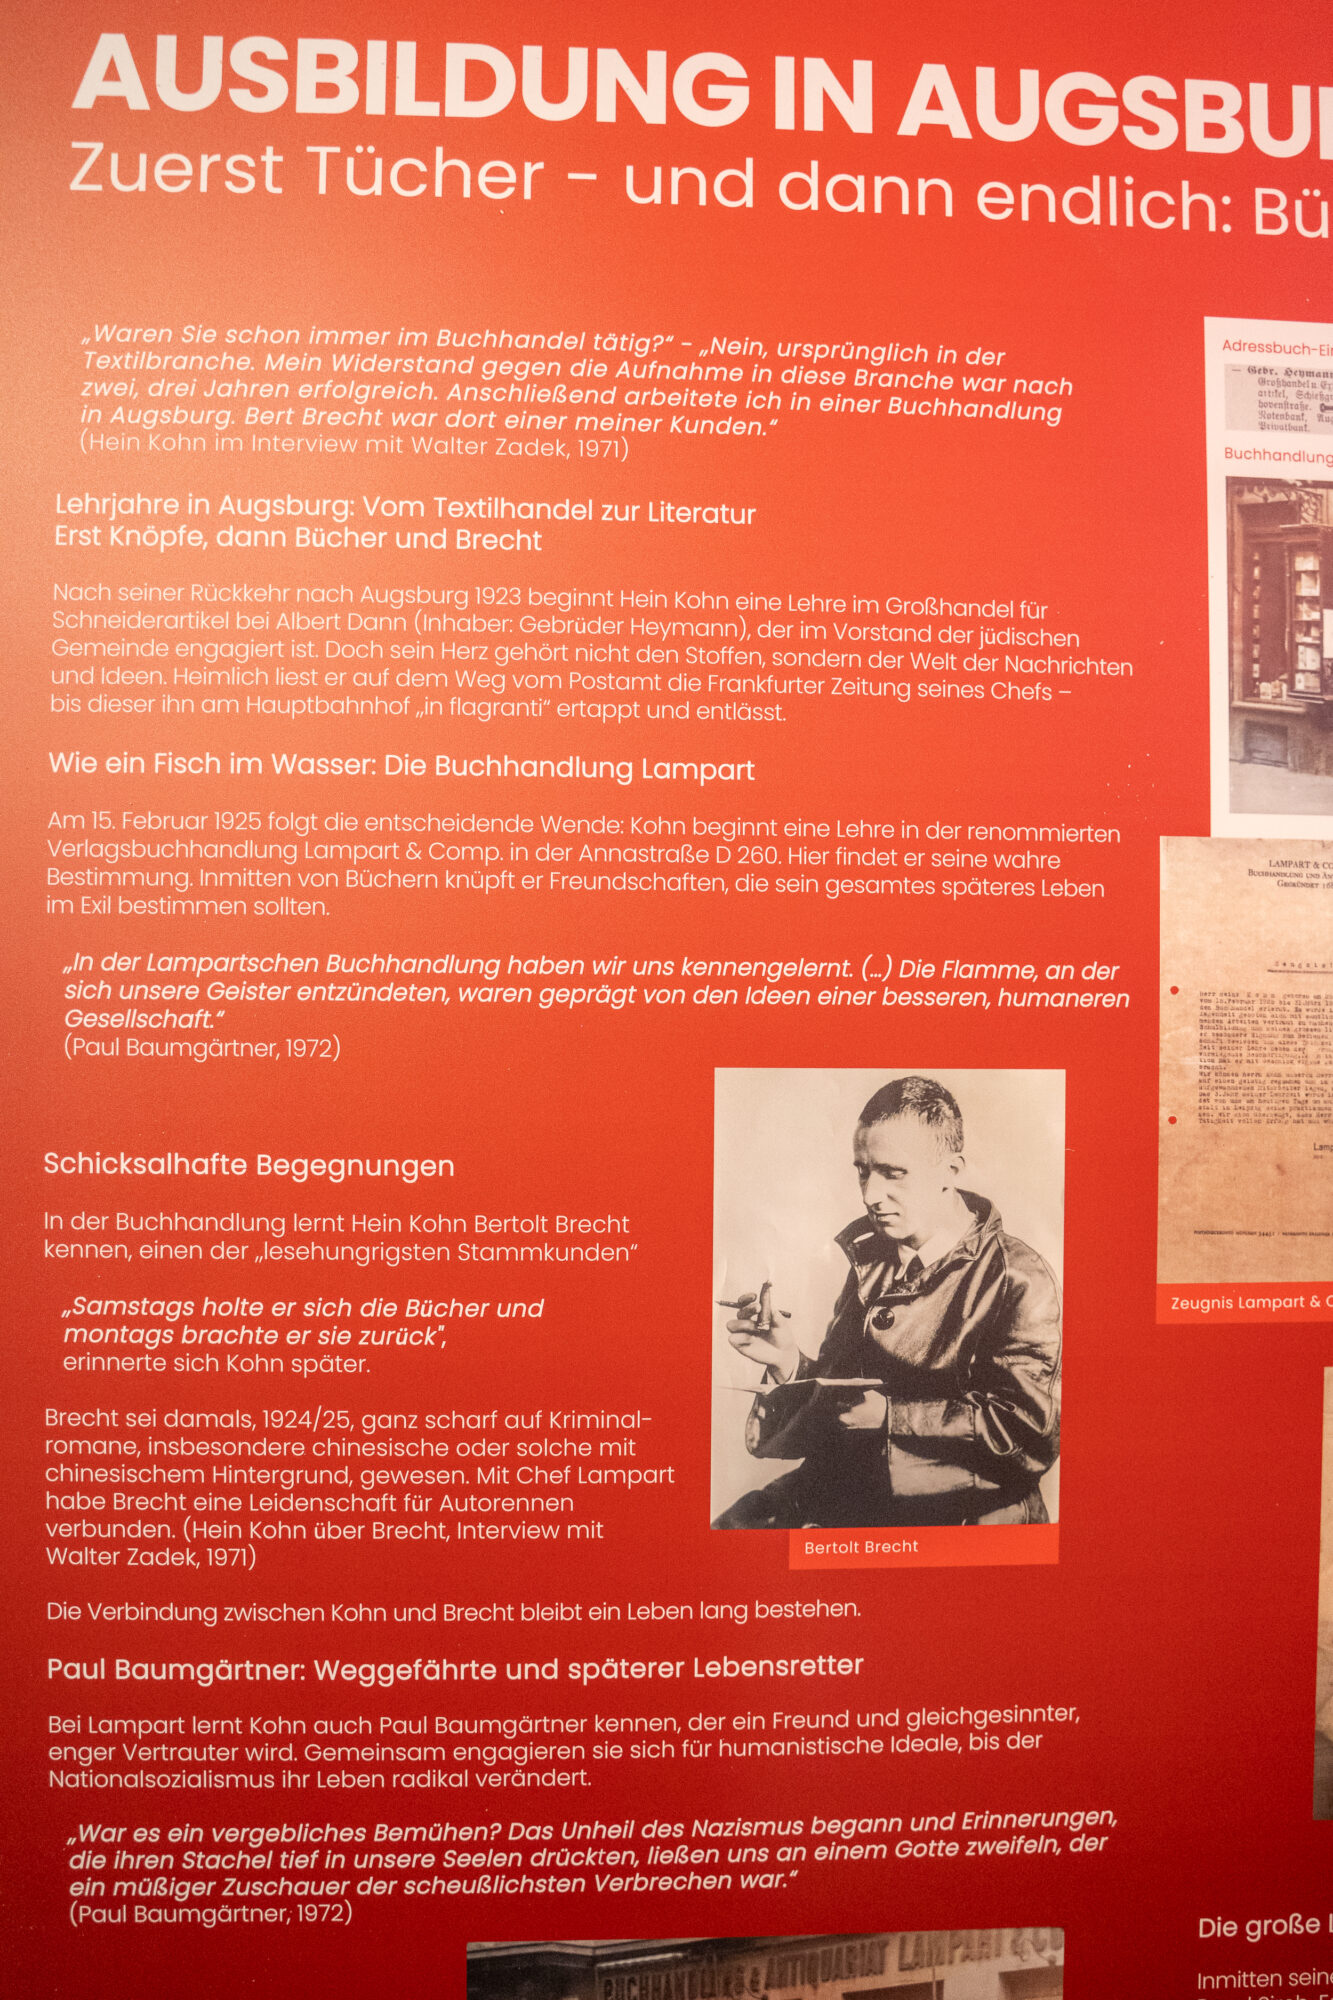 AUSBILDUNG IN AUGSBU
Zuerst Tücher - und dann endlich: Bü
„Waren Sie schon immer im Buchhandel tätig?“ - „Nein, ursprünglich in der
Textilbranche. Mein Widerstand gegen die Aufnahme in diese Branche war nach
zwei, drei Jahren erfolgreich. Anschließend arbeitete ich in einer Buchhandlung
in Augsburg. Bert Brecht war dort einer meiner Kunden.“
(Hein Kohn im Interview mit Walter Zadek, 1971)
Lehrjahre in Augsburg: Vom Textilhandel zur Literatur
Erst Knöpfe, dann Bücher und Brecht
Nach seiner Rückkehr nach Augsburg 1923 beginnt Hein Kohn eine Lehre im Großhandel für
Schneiderartikel bei Albert Dann (Inhaber: Gebrüder Heymann), der im Vorstand der jüdischen
Gemeinde engagiert ist. Doch sein Herz gehört nicht den Stoffen, sondern der Welt der Nachrichten
und Ideen. Heimlich liest er auf dem Weg vom Postamt die Frankfurter Zeitung seines Chefs –
bis dieser ihn am Hauptbahnhof „in flagranti“ ertappt und entlässt.
Wie ein Fisch im Wasser: Die Buchhandlung Lampart
Am 15. Februar 1925 folgt die entscheidende Wende: Kohn beginnt eine Lehre in der renommierten
Verlagsbuchhandlung Lampart & Comp. in der Annastraße D 260. Hier findet er seine wahre
Bestimmung. Inmitten von Büchern knüpft er Freundschaften, die sein gesamtes späteres Leben
im Exil bestimmen sollten.
„In der Lampartschen Buchhandlung haben wir uns kennengelernt. (...) Die Flamme, an der
sich unsere Geister entzündeten, waren geprägt von den Ideen einer besseren, humaneren
Gesellschaft.“
(Paul Baumgärtner, 1972)
Schicksalhafte Begegnungen
In der Buchhandlung lernt Hein Kohn Bertolt Brecht
kennen, einen der „lesehungrigsten Stammkunden“
„Samstags holte er sich die Bücher und
montags brachte er sie zurück",
erinnerte sich Kohn später.
Brecht sei damals, 1924/25, ganz scharf auf Kriminal-
romane, insbesondere chinesische oder solche mit
chinesischem Hintergrund, gewesen. Mit Chef Lampart
habe Brecht eine Leidenschaft für Autorennen
verbunden. (Hein Kohn über Brecht, Interview mit
Walter Zadek, 1971)
Bertolt Brecht
Die Verbindung zwischen Kohn und Brecht bleibt ein Leben lang bestehen.
Paul Baumgärtner: Weggefährte und späterer Lebensretter
Bei Lampart lernt Kohn auch Paul Baumgärtner kennen, der ein Freund und gleichgesinnter,
enger Vertrauter wird. Gemeinsam engagieren sie sich für humanistische Ideale, bis der
Nationalsozialismus ihr Leben radikal verändert.
„War es ein vergebliches Bemühen? Das Unheil des Nazismus begann und Erinnerungen,
die ihren Stachel tief in unsere Seelen drückten, ließen uns an einem Gotte zweifeln, der
ein müßiger Zuschauer der scheußlichsten Verbrechen war.“
(Paul Baumgärtner, 1972)
BUCHHANDLUNG & ANTIQUARIAT LAMPART & CO
Adressbuch-Ei
Gebr. Heymann
Buchhandlung
LAMPART & CO
Zeugnis Lampart &
Die große
Inmitten sein